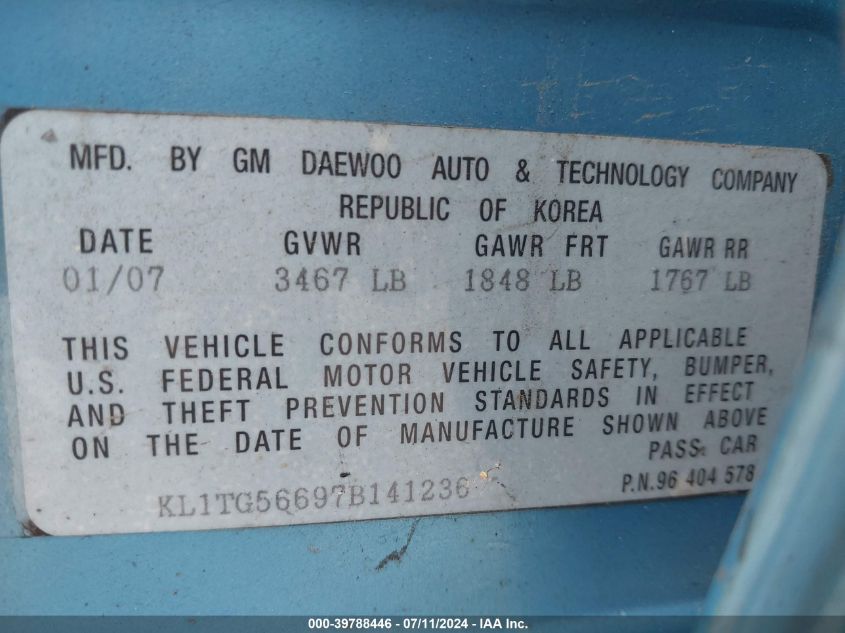 MFD. BY GM DAEWOO AUTO & TECHNOLOGY COMPANY
REPUBLIC OF KOREA
DATE GVWR GAWR FRT GAWR RR
01/07 3467 LB 1848 LB 1767 LB
THIS VEHICLE CONFORMS TO ALL APPLICABLE
U.S. FEDERAL MOTOR VEHICLE SAFETY, BUMPER,
AND THEFT PREVENTION STANDARDS IN EFFECT
ON THE DATE OF MANUFACTURE SHOWN ABOVE
PASS. CAR
KL1TG56697B141236
P.N.96 404 578
000-39788446 - 07/11/2024 - IAA Inc.